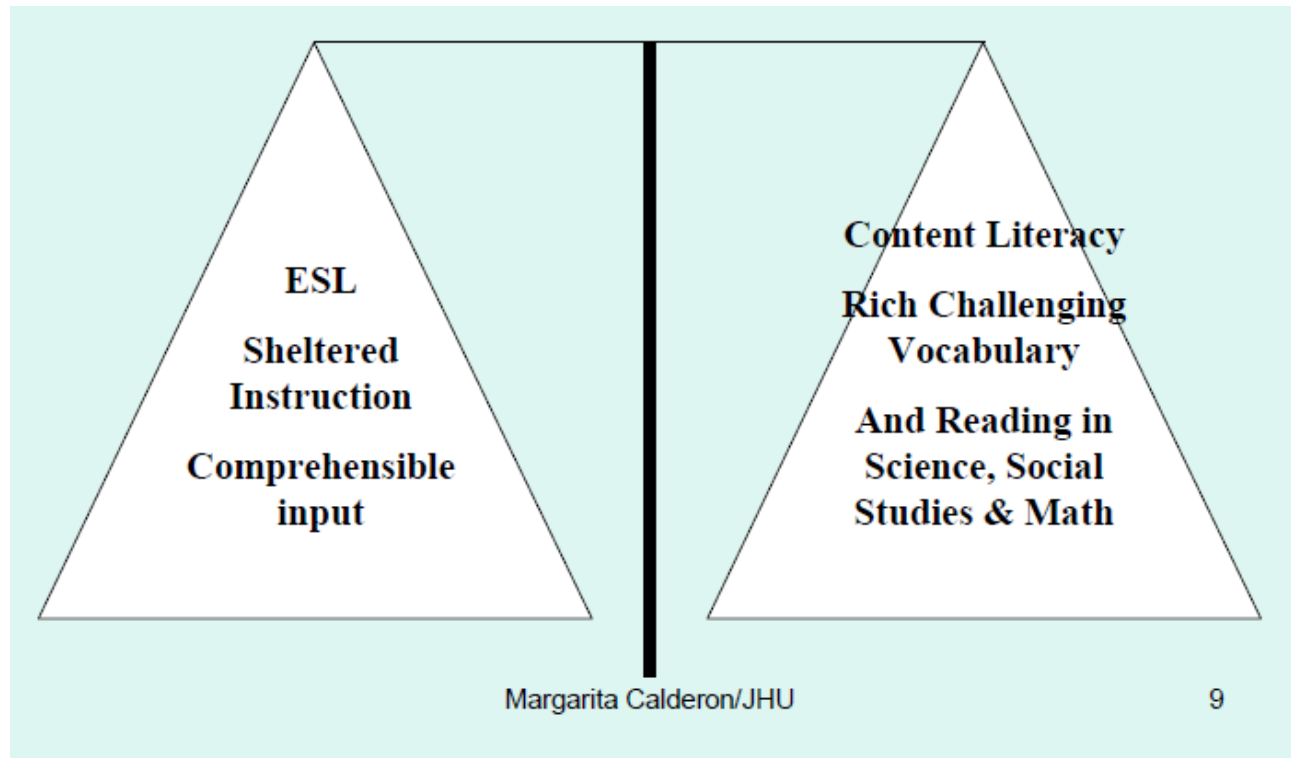 ESL
Sheltered
Instruction
Comprehensible
input
Content Literacy
Rich Challenging
Vocabulary
And Reading in
Science, Social
Studies & Math
Margarita Calderon/JHU
9